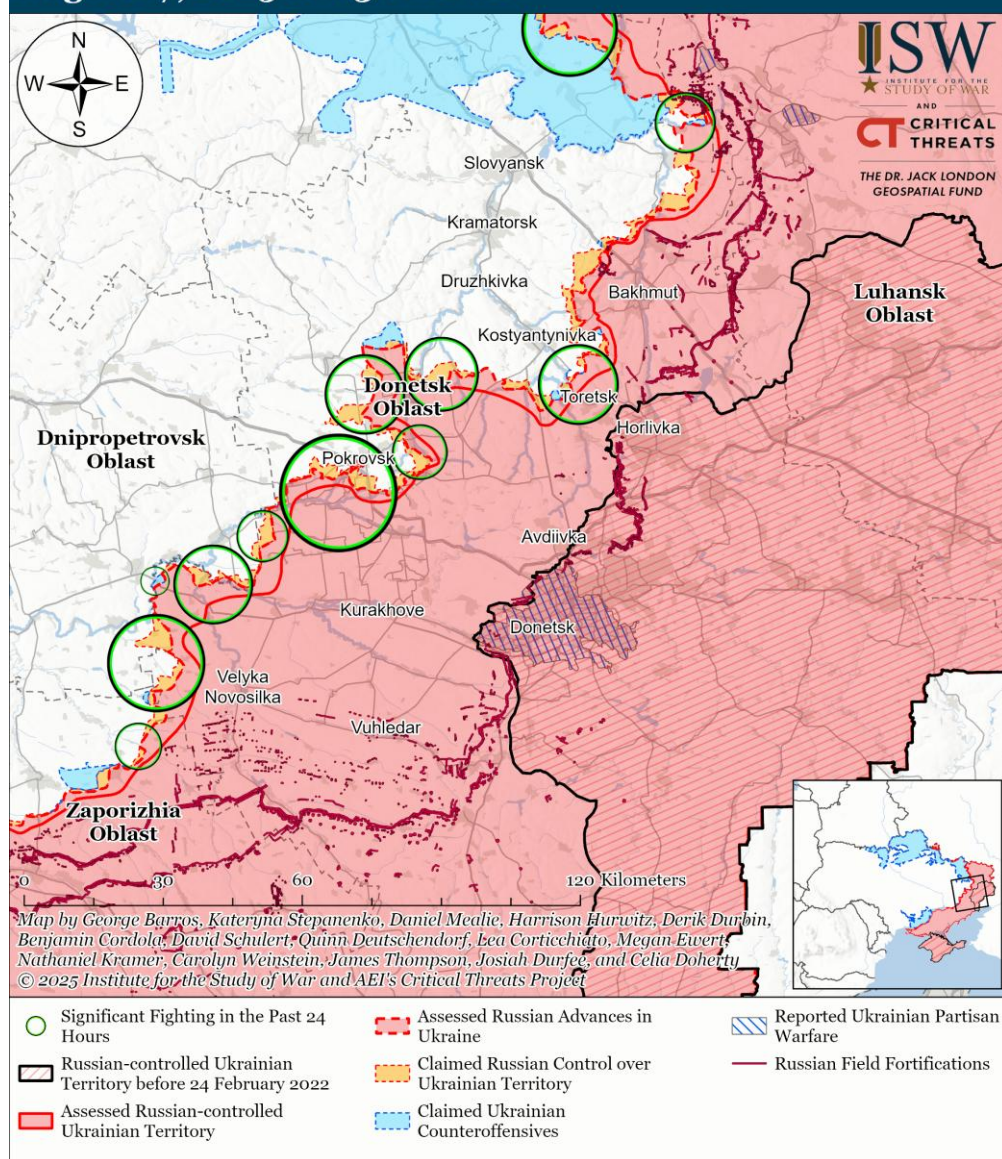 N
W E
S
ISW
INSTITUTE FOR THE
STUDY OF WAR
AND
CT CRITICAL
THREATS
THE DR. JACK LONDON
GEOSPATIAL FUND
Slovyansk
Kramatorsk
Druzhkivka
Bakhmut
Luhansk
Oblast
Kostyantynivka
Donetsk
Oblast
Toretsk
Dnipropetrovsk
Oblast
Horlivka
Pokrovsk
Avdiivka
Kurakhove
Donetsk
Velyka
Novosilka
Vuhledar
Zaporizhia
Oblast
0 30 60 120 Kilometers
Map by George Barros, Kateryna Stepanenko, Daniel Mealie, Harrison Hurwitz, Derik Durbin,
Benjamin Cordola, David Schulert, Quinn Deutschendorf, Lea Corticchiato, Megan Ewert,
Nathaniel Kramer, Carolyn Weinstein, James Thompson, Josiah Durfee, and Celia Doherty
© 2025 Institute for the Study of War and AEI's Critical Threats Project
Significant Fighting in the Past 24
Hours
Russian-controlled Ukrainian
Territory before 24 February 2022
Assessed Russian-controlled
Ukrainian Territory
Assessed Russian Advances in
Ukraine
Claimed Russian Control over
Ukrainian Territory
Claimed Ukrainian
Counteroffensives
Reported Ukrainian Partisan
Warfare
Russian Field Fortifications